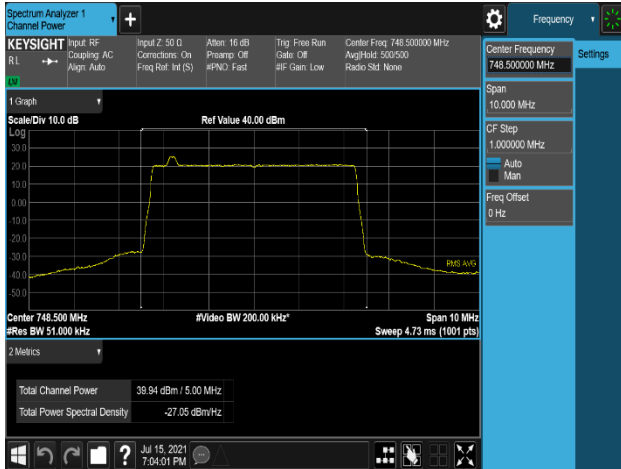 Spectrum Analyzer 1
Channel Power
+
Frequency
KEYSIGHT
Input: RF
Input Z: 50 Ω
Atten: 16 dB
Trig: Free Run
Center Freq: 748.500000 MHz
R L
Coupling: AC
Corrections: On
Preamp: Off
Gate: Off
Avg|Hold: 500/500
Align: Auto
Freq Ref: Int (S)
#PNO: Fast
#IF Gain: Low
Radio Std: None
Center Frequency
748.500000 MHz
Settings
Span
10.000 MHz
CF Step
1.000000 MHz
Auto
Man
Freq Offset
0 Hz
1 Graph
Scale/Div 10.0 dB
Ref Value 40.00 dBm
Log
30.0
20.0
10.0
0.00
-10.0
-20.0
-30.0
-40.0
-50.0
RMS AVG
Center 748.500 MHz
#Video BW 200.00 kHz*
Span 10 MHz
#Res BW 51.000 kHz
Sweep 4.73 ms (1001 pts)
2 Metrics
Total Channel Power
39.94 dBm / 5.00 MHz
Total Power Spectral Density
-27.05 dBm/Hz
?
Jul 15, 2021
7:04:01 PM